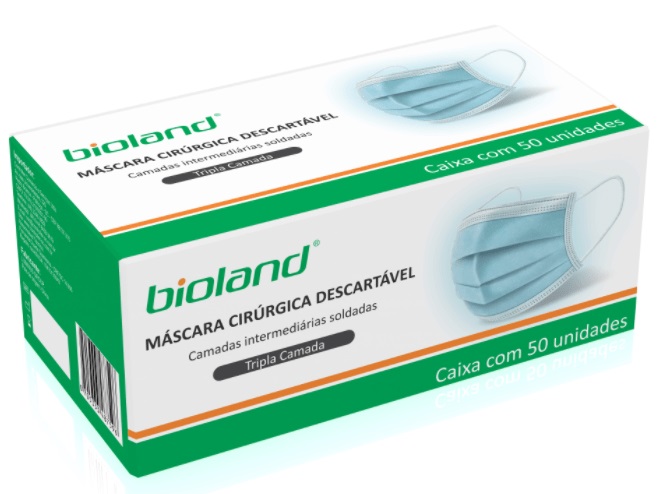 bioland®
MÁSCARA CIRÚRGICA DESCARTÁVEL
Camadas intermediárias soldadas
Tripla Camada
Caixa com 50 unidades
bioland®
MÁSCARA CIRÚRGICA DESCARTÁVEL
Camadas intermediárias soldadas
Tripla Camada
Caixa com 50 unidades